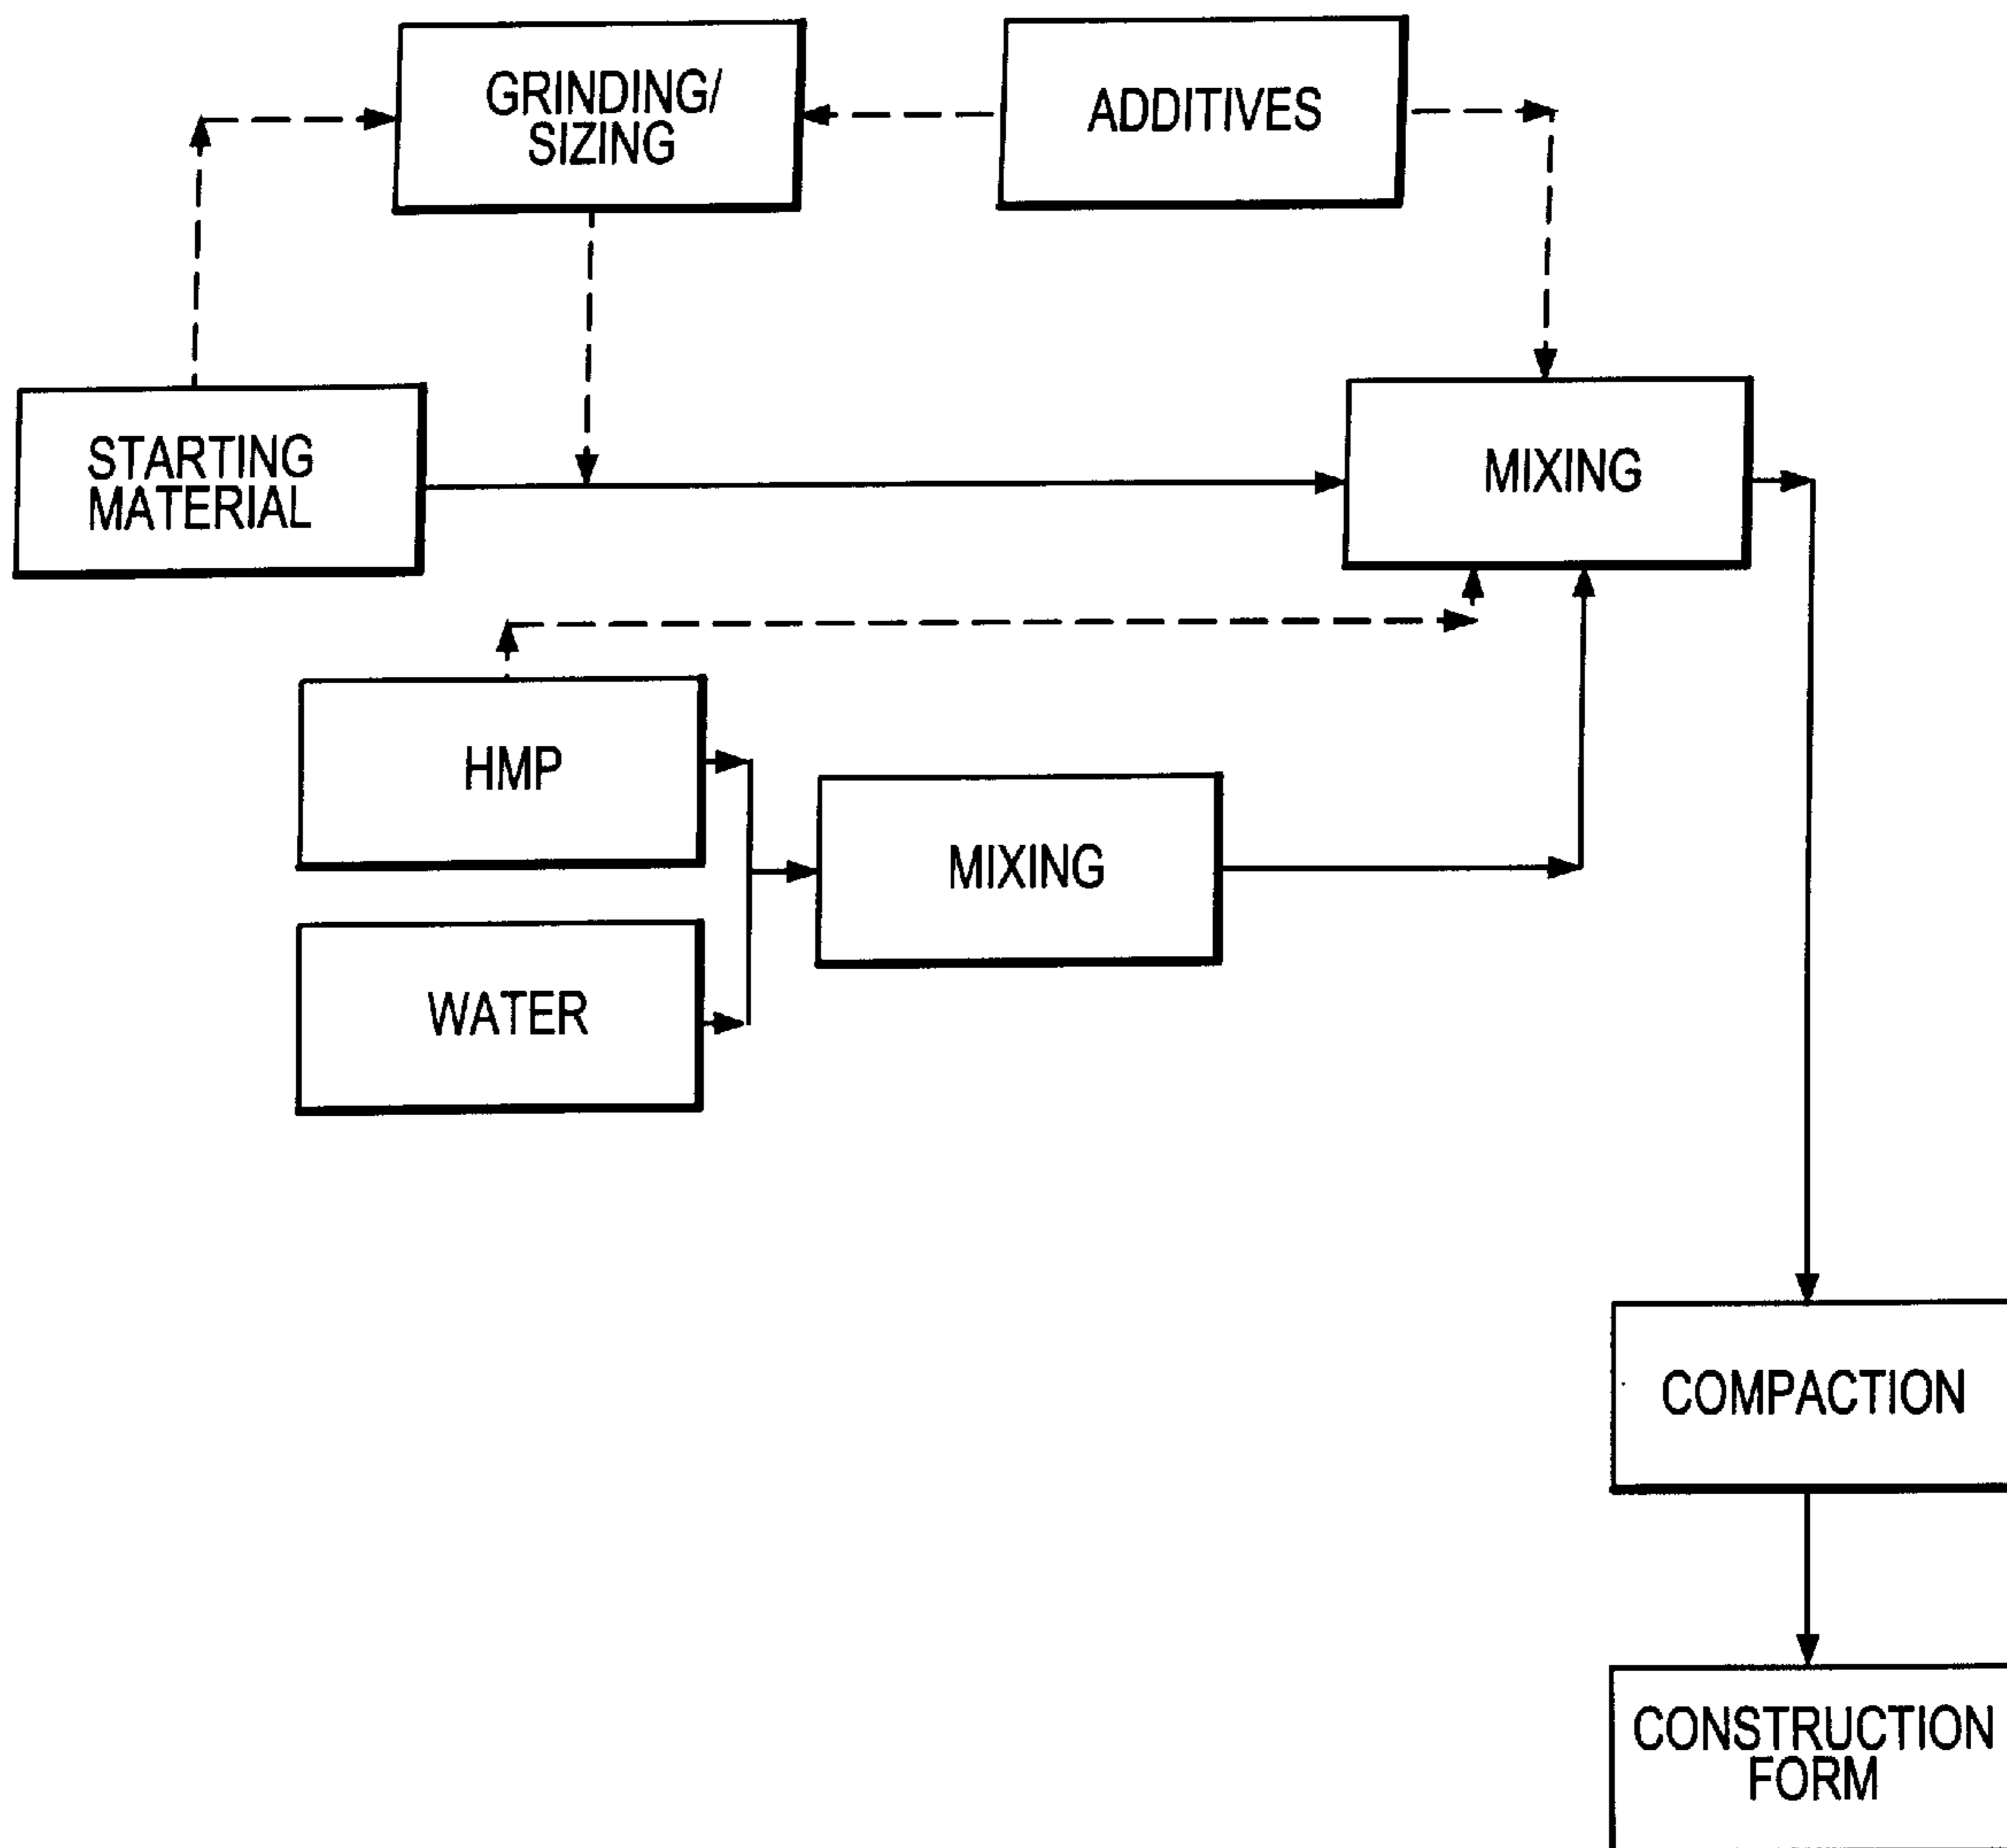 GRINDING/
SIZING
ADDITIVES
STARTING
MATERIAL
MIXING
HMP
MIXING
WATER
COMPACTION
CONSTRUCTION
FORM